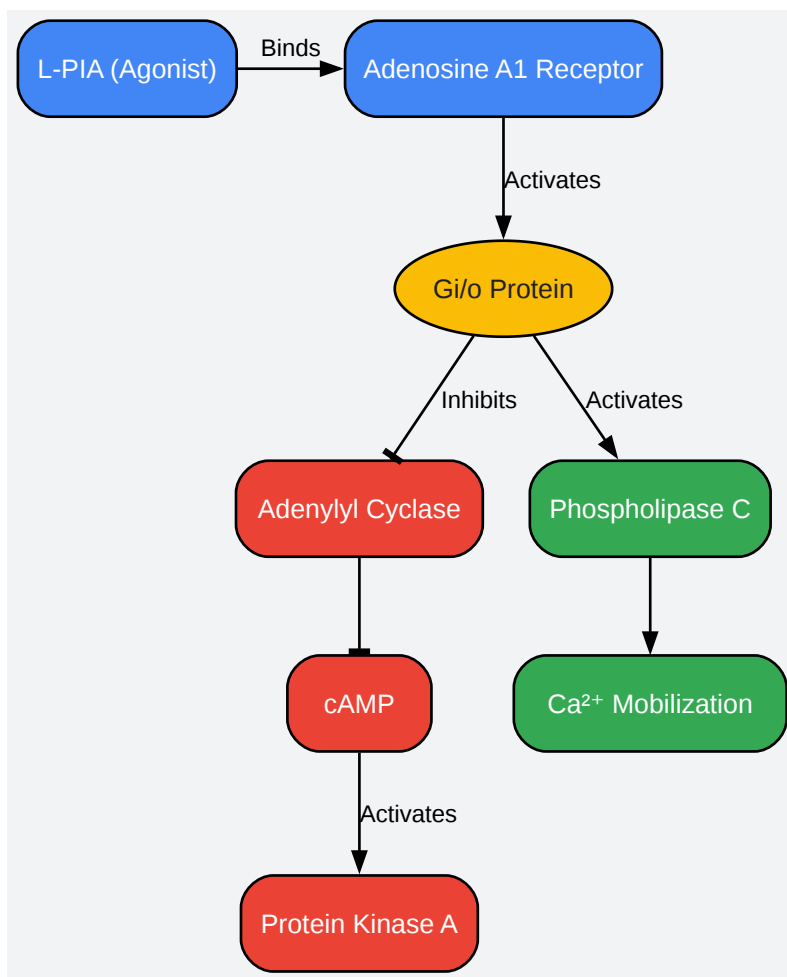 L-PIA (Agonist)
Binds
Adenosine A1 Receptor
Activates
Gi/o Protein
Inhibits
Activates
Adenylyl Cyclase
Phospholipase C
cAMP
Ca²⁺ Mobilization
Activates
Protein Kinase A